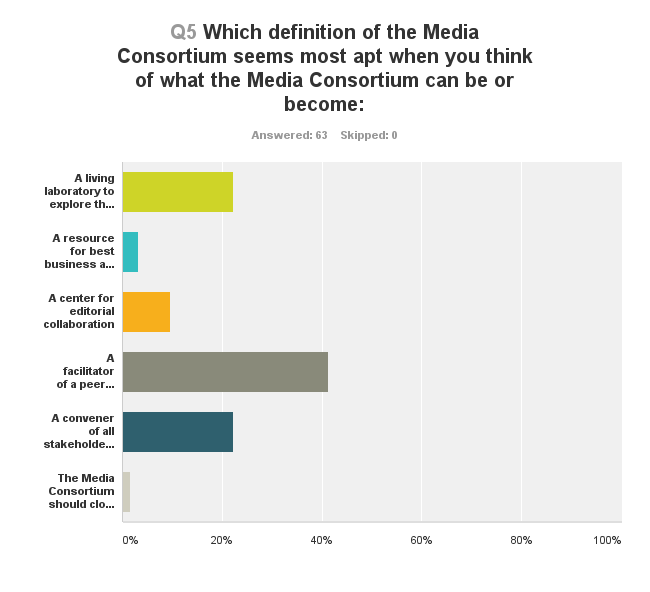 Q5 Which definition of the Media
Consortium seems most apt when you think
of what the Media Consortium can be or
become:
Answered: 63 Skipped: 0
A living
laboratory to
explore th...
A resource
for best
business a...
A center for
editorial
collaboration
A
facilitator
of a peer...
A convener
of all
stakeholde...
The Media
Consortium
should clo...
0% 20% 40% 60% 80% 100%